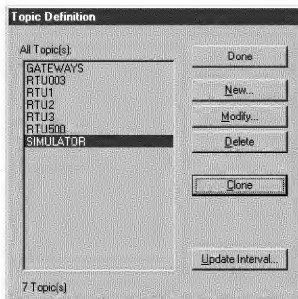 Topic Definition
All Topic(s):
GATEWAYS
RTU003
RTU1
RTU2
RTU3
RTU500
SIMULATOR
7 Topic(s)
Done
New...
Modify...
Delete
Clone
Update Interval...